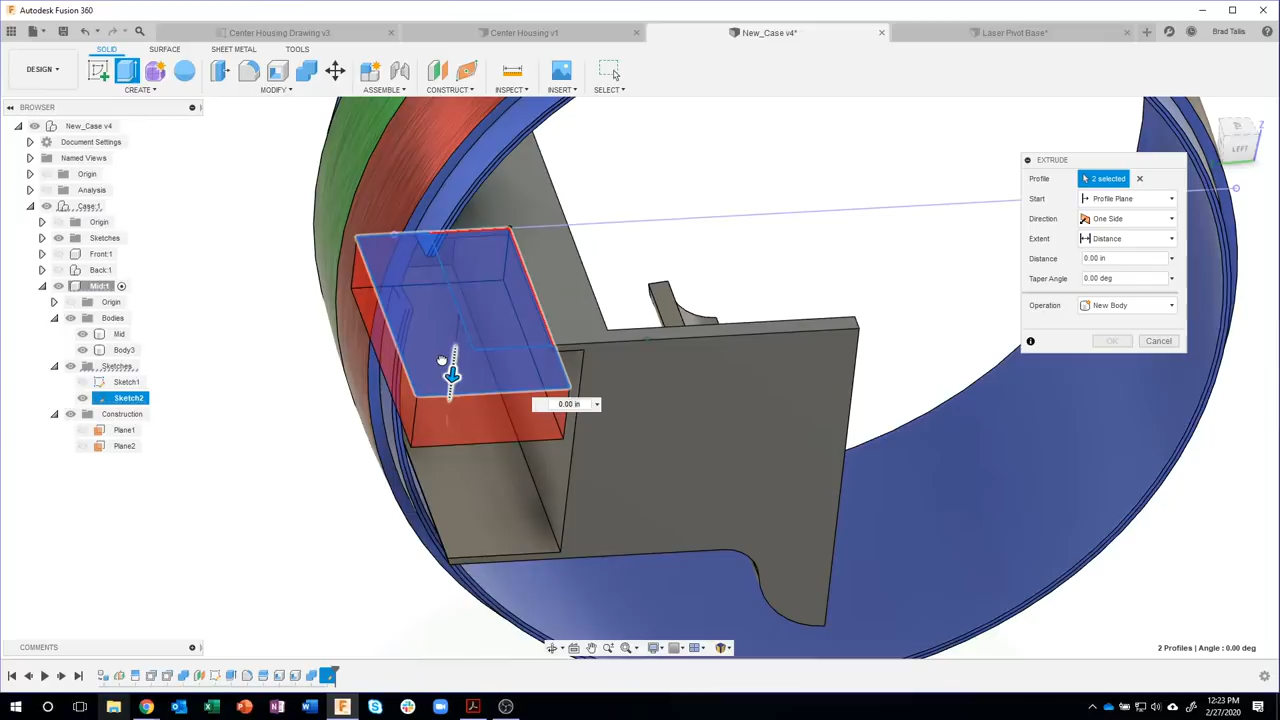 Autodesk Fusion 360
Center Housing Drawing v3
Center Housing v1
New_Case v4*
Laser Pivot Base*
Brad Tallis
SOLID
SURFACE
SHEET METAL
TOOLS
DESIGN
CREATE
MODIFY
ASSEMBLE
CONSTRUCT
INSPECT
INSERT
SELECT
BROWSER
New_Case v4
Document Settings
Named Views
Origin
Analysis
Case:1
Origin
Sketches
Front:1
Back:1
Mid:1
Origin
Bodies
Mid
Body3
Sketches
Sketch1
Sketch2
Construction
Plane1
Plane2
Z
LEFT
EXTRUDE
Profile 2 selected
Start Profile Plane
Direction One Side
Extent Distance
Distance 0.00 in
Taper Angle 0.00 deg
Operation New Body
OK Cancel
0.00 in
COMMENTS
2 Profiles | Angle : 0.00 deg
12:23 PM
2/27/2020